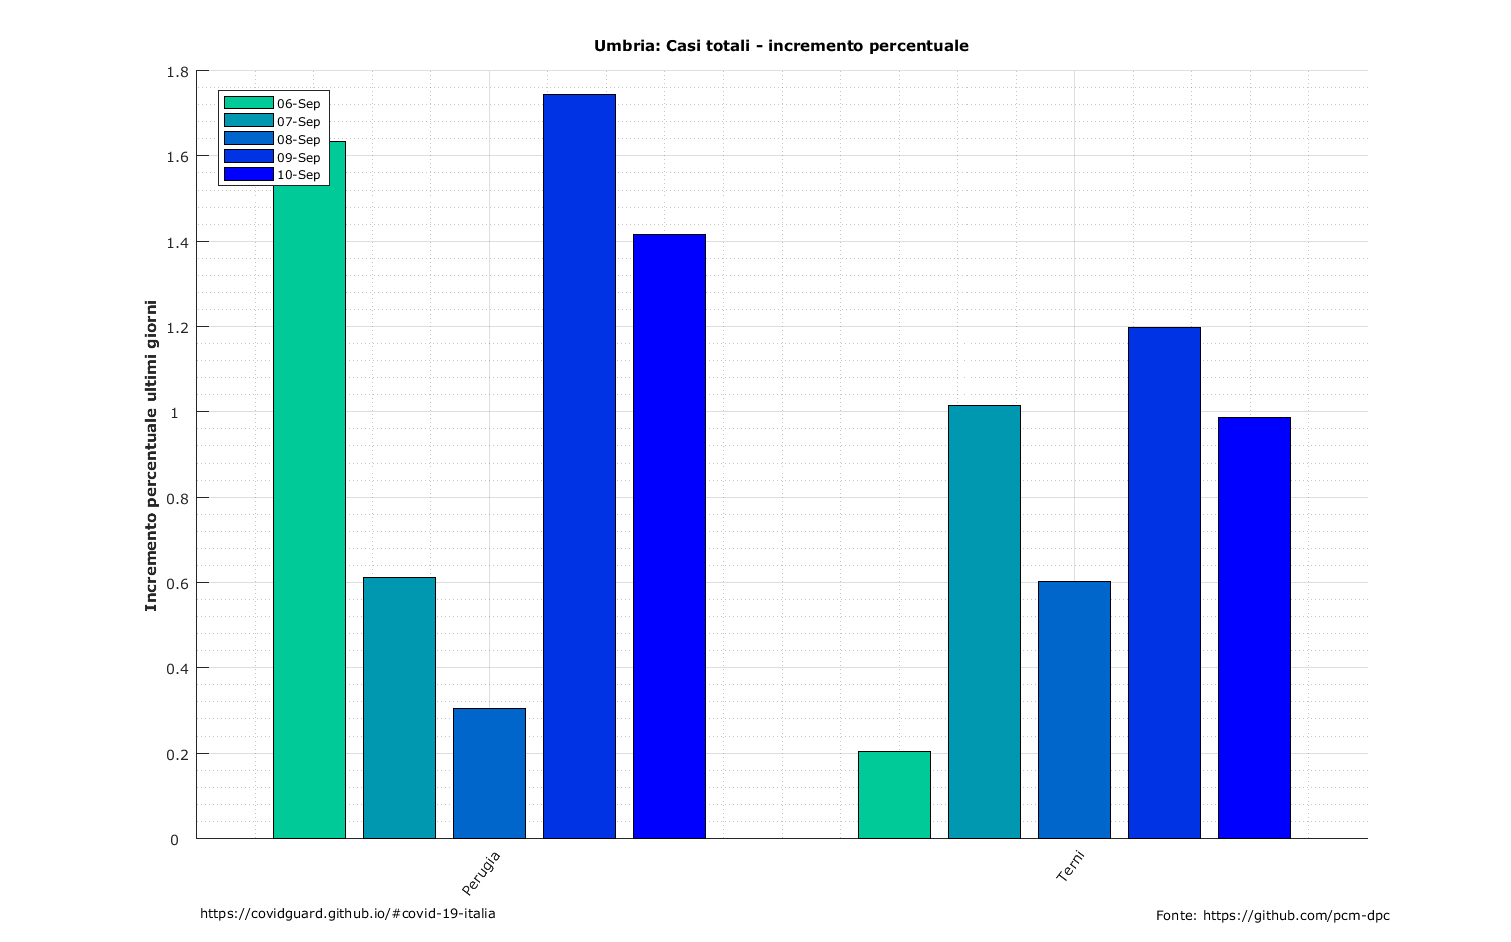 Umbria: Casi totali - incremento percentuale
1.8
1.6
1.4
1.2
1
0.8
0.6
0.4
0.2
0
Incremento percentuale ultimi giorni
06-Sep
07-Sep
08-Sep
09-Sep
10-Sep
Perugia
Terni
https://covidguard.github.io/#covid-19-italia
Fonte: https://github.com/pcm-dpc